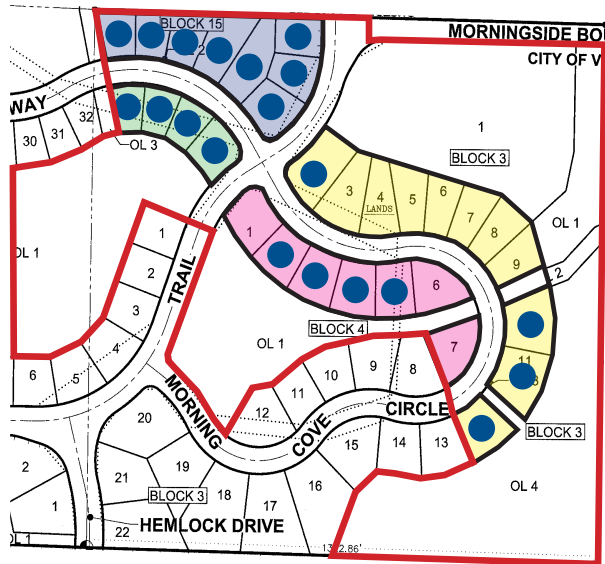 BLOCK 15
MORNINGSIDE BO
CITY OF V
2
WAY
30
31
32
OL 3
1
BLOCK 3
3
4
5
6
7
8
9
LANDS
OL 1
2
OL 1
1
2
3
4
5
6
TRAIL
1
6
7
BLOCK 4
OL 1
8
9
10
11
12
11
MORNING
COVE
CIRCLE
13
14
15
16
17
18
19
20
21
22
BLOCK 3
BLOCK 3
OL 4
2
1
OL 1
HEMLOCK DRIVE